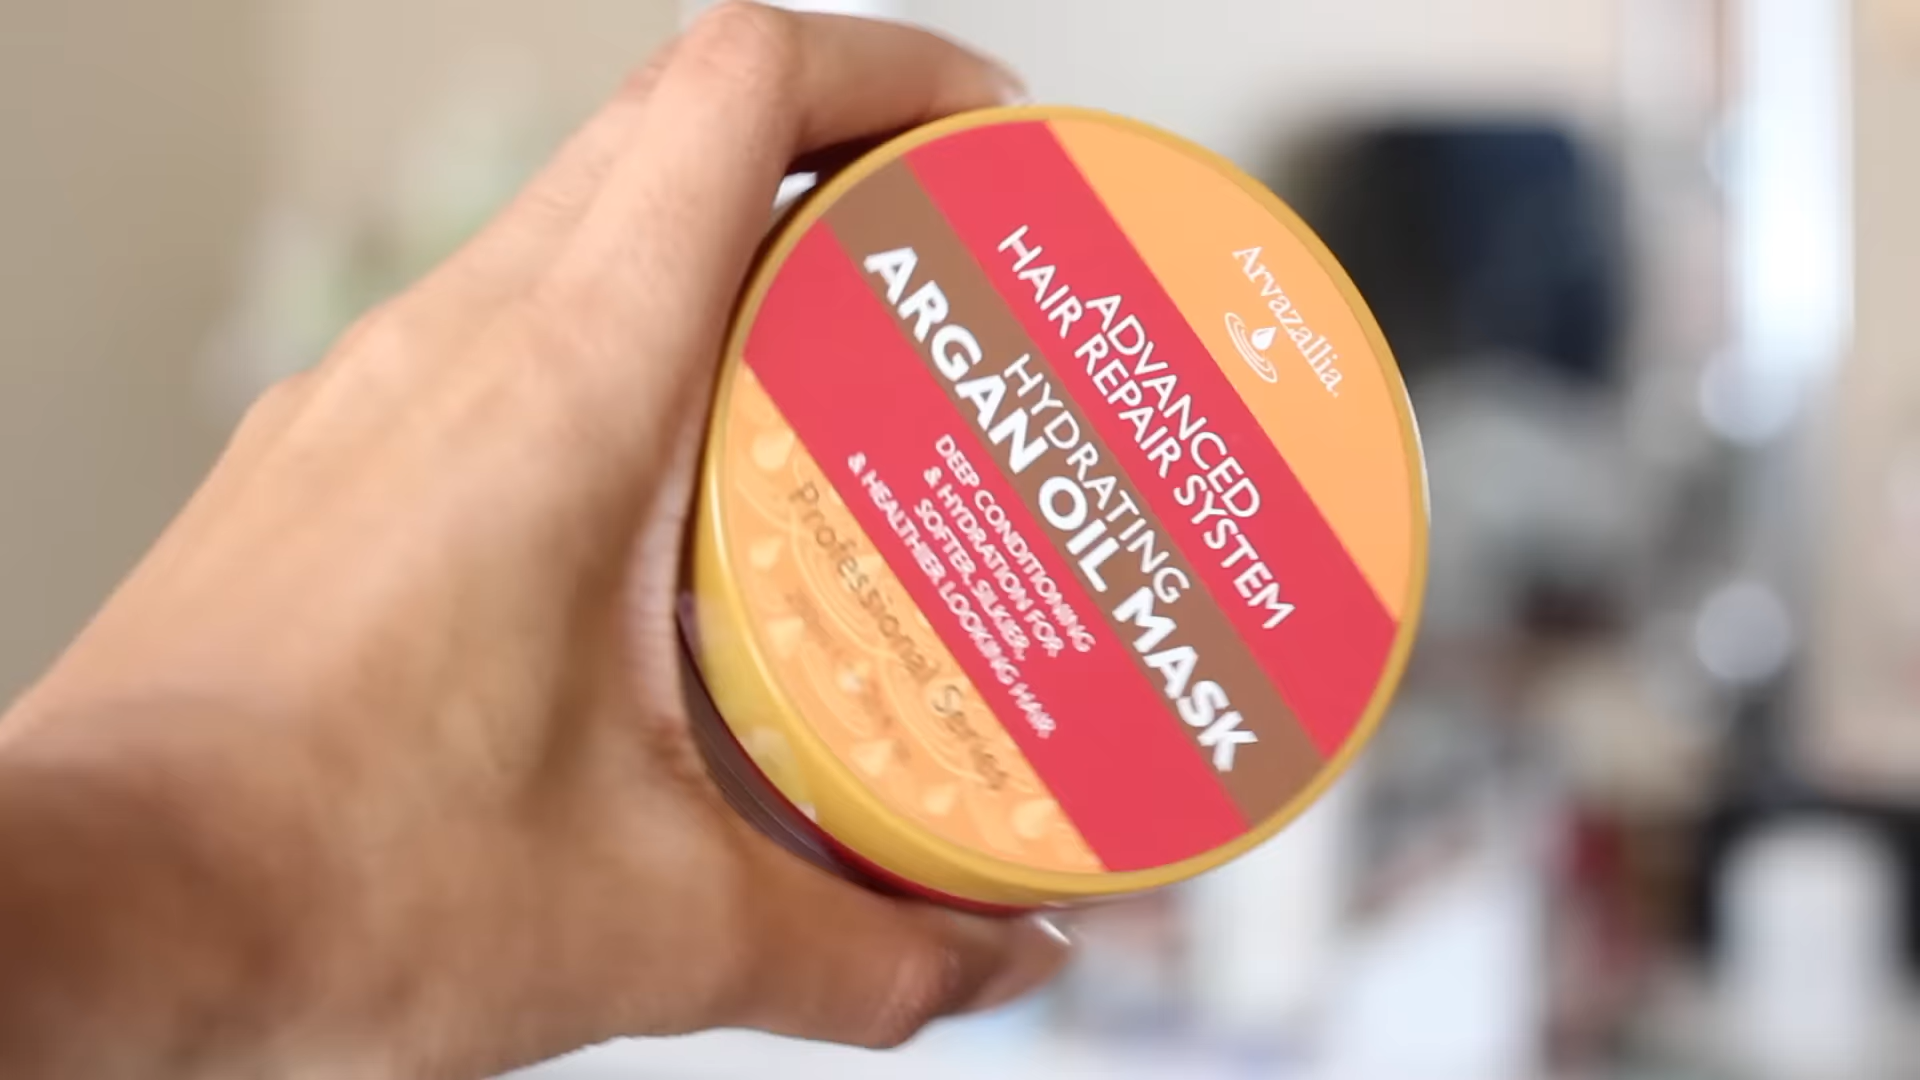 Arvazallia
ADVANCED
HAIR REPAIR SYSTEM
HYDRATING
ARGAN OIL MASK
DEEP CONDITIONING
& HYDRATION FOR
SOFTER, SILKIER,
& HEALTHIER LOOKING HAIR.
Professional Series